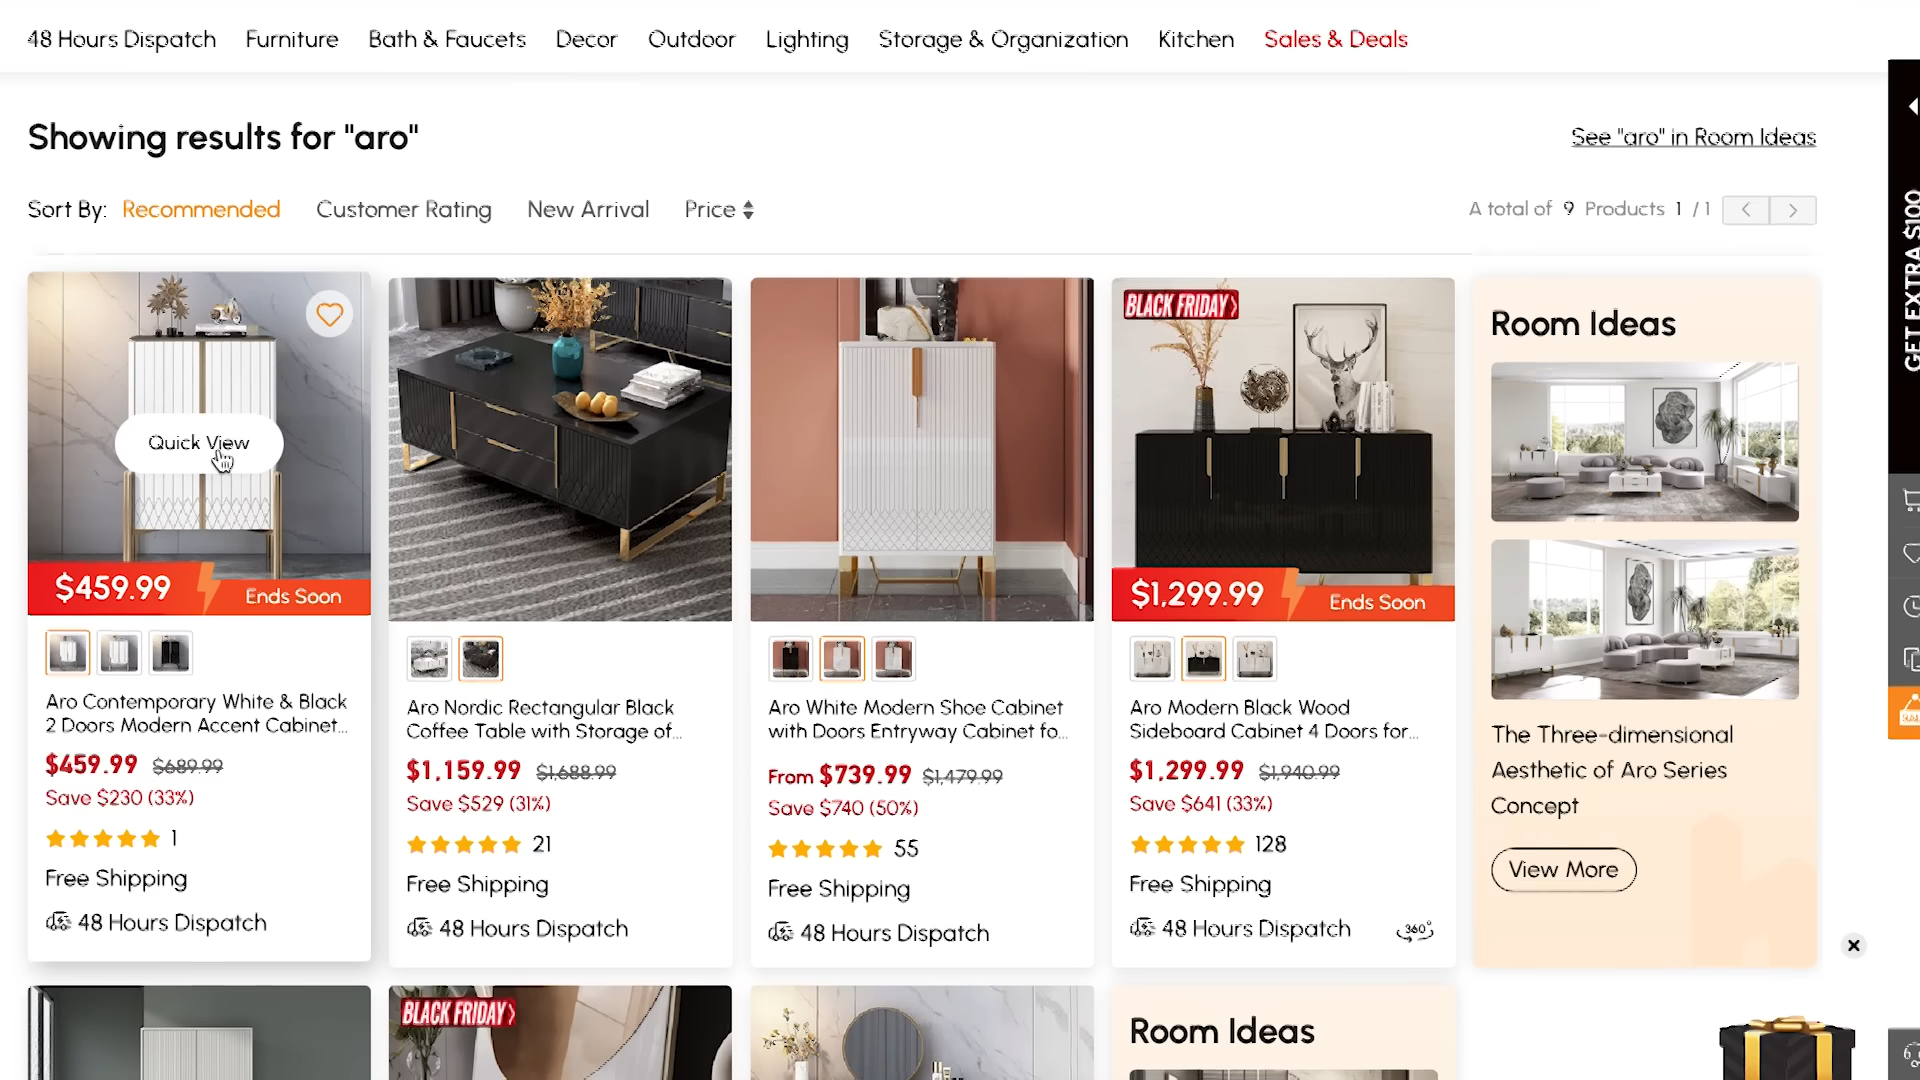 48 Hours Dispatch Furniture Bath & Faucets Decor Outdoor Lighting Storage & Organization Kitchen Sales & Deals
Showing results for "aro"
See "aro" in Room Ideas
Sort By: Recommended Customer Rating New Arrival Price
A total of 9 Products 1 / 1
GET EXTRA $100
Quick View
$459.99 Ends Soon
Aro Contemporary White & Black
2 Doors Modern Accent Cabinet...
$459.99 $689.99
Save $230 (33%)
1
Free Shipping
48 Hours Dispatch
Aro Nordic Rectangular Black
Coffee Table with Storage of...
$1,159.99 $1,688.99
Save $529 (31%)
21
Free Shipping
48 Hours Dispatch
Aro White Modern Shoe Cabinet
with Doors Entryway Cabinet fo...
From $739.99 $1,479.99
Save $740 (50%)
55
Free Shipping
48 Hours Dispatch
BLACK FRIDAY
$1,299.99 Ends Soon
Aro Modern Black Wood
Sideboard Cabinet 4 Doors for...
$1,299.99 $1,940.99
Save $641 (33%)
128
Free Shipping
48 Hours Dispatch
360°
Room Ideas
The Three-dimensional
Aesthetic of Aro Series
Concept
View More
BLACK FRIDAY
Room Ideas